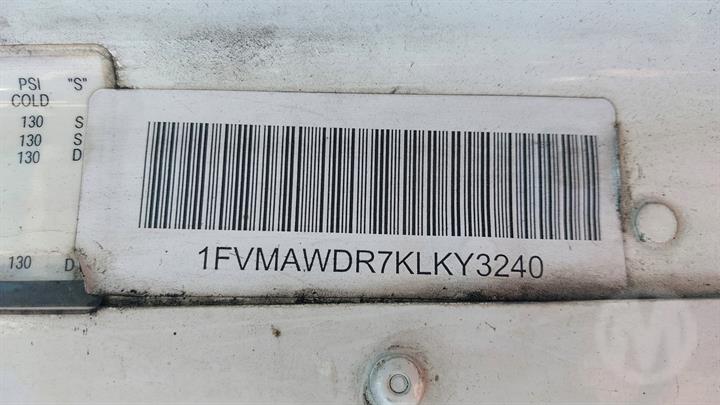 PSI "S"
COLD
130 S
130 S
130 D
130 D
1FVMAWDR7KLKY3240
M